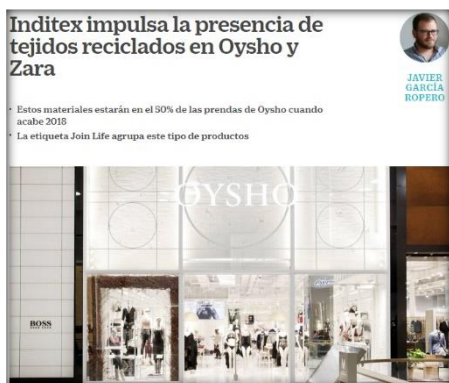 Inditex impulsa la presencia de
tejidos reciclados en Oysho y
Zara
JAVIER
GARCÍA
ROPERO
· Estos materiales estarán en el 50% de las prendas de Oysho cuando
acabe 2018
· La etiqueta Join Life agrupa este tipo de productos
OYSHO
BOSS